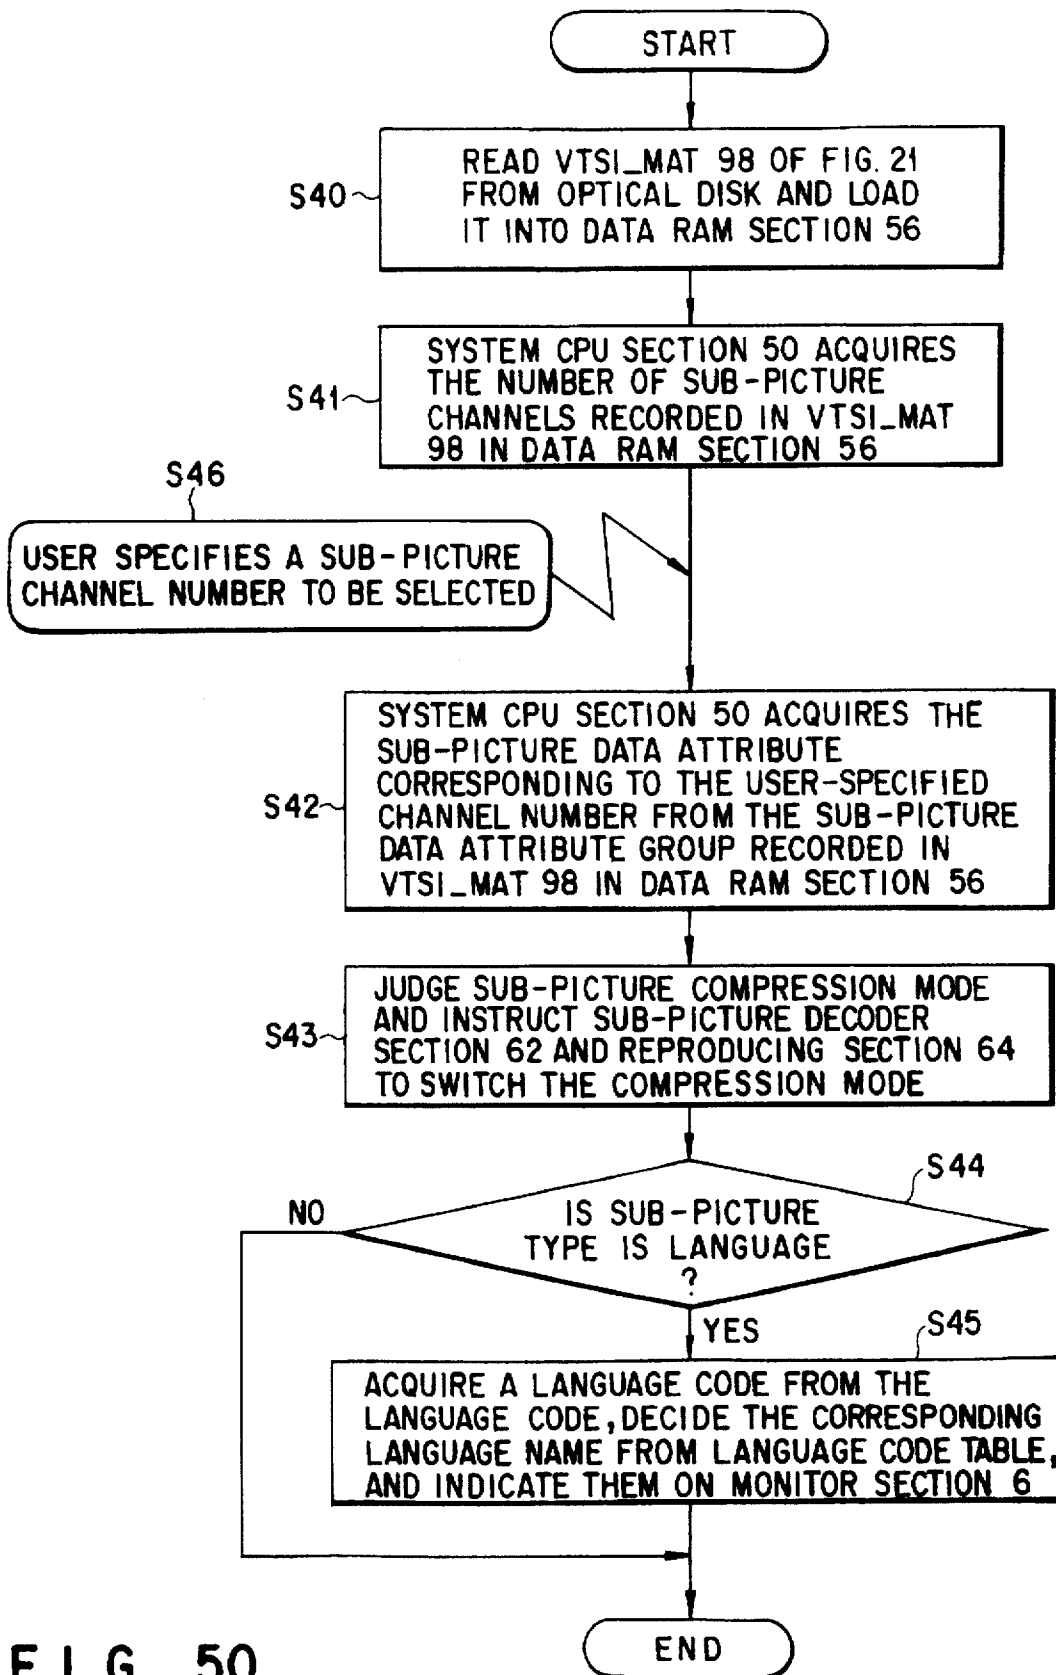 START
S40
READ VTSI_MAT 98 OF FIG. 21
FROM OPTICAL DISK AND LOAD
IT INTO DATA RAM SECTION 56
S41
SYSTEM CPU SECTION 50 ACQUIRES
THE NUMBER OF SUB-PICTURE
CHANNELS RECORDED IN VTSI_MAT
98 IN DATA RAM SECTION 56
S46
USER SPECIFIES A SUB-PICTURE
CHANNEL NUMBER TO BE SELECTED
S42
SYSTEM CPU SECTION 50 ACQUIRES THE
SUB-PICTURE DATA ATTRIBUTE
CORRESPONDING TO THE USER-SPECIFIED
CHANNEL NUMBER FROM THE SUB-PICTURE
DATA ATTRIBUTE GROUP RECORDED IN
VTSI_MAT 98 IN DATA RAM SECTION 56
S43
JUDGE SUB-PICTURE COMPRESSION MODE
AND INSTRUCT SUB-PICTURE DECODER
SECTION 62 AND REPRODUCING SECTION 64
TO SWITCH THE COMPRESSION MODE
S44
NO
IS SUB-PICTURE
TYPE IS LANGUAGE
?
YES
S45
ACQUIRE A LANGUAGE CODE FROM THE
LANGUAGE CODE, DECIDE THE CORRESPONDING
LANGUAGE NAME FROM LANGUAGE CODE TABLE,
AND INDICATE THEM ON MONITOR SECTION 6
END
FIG. 50